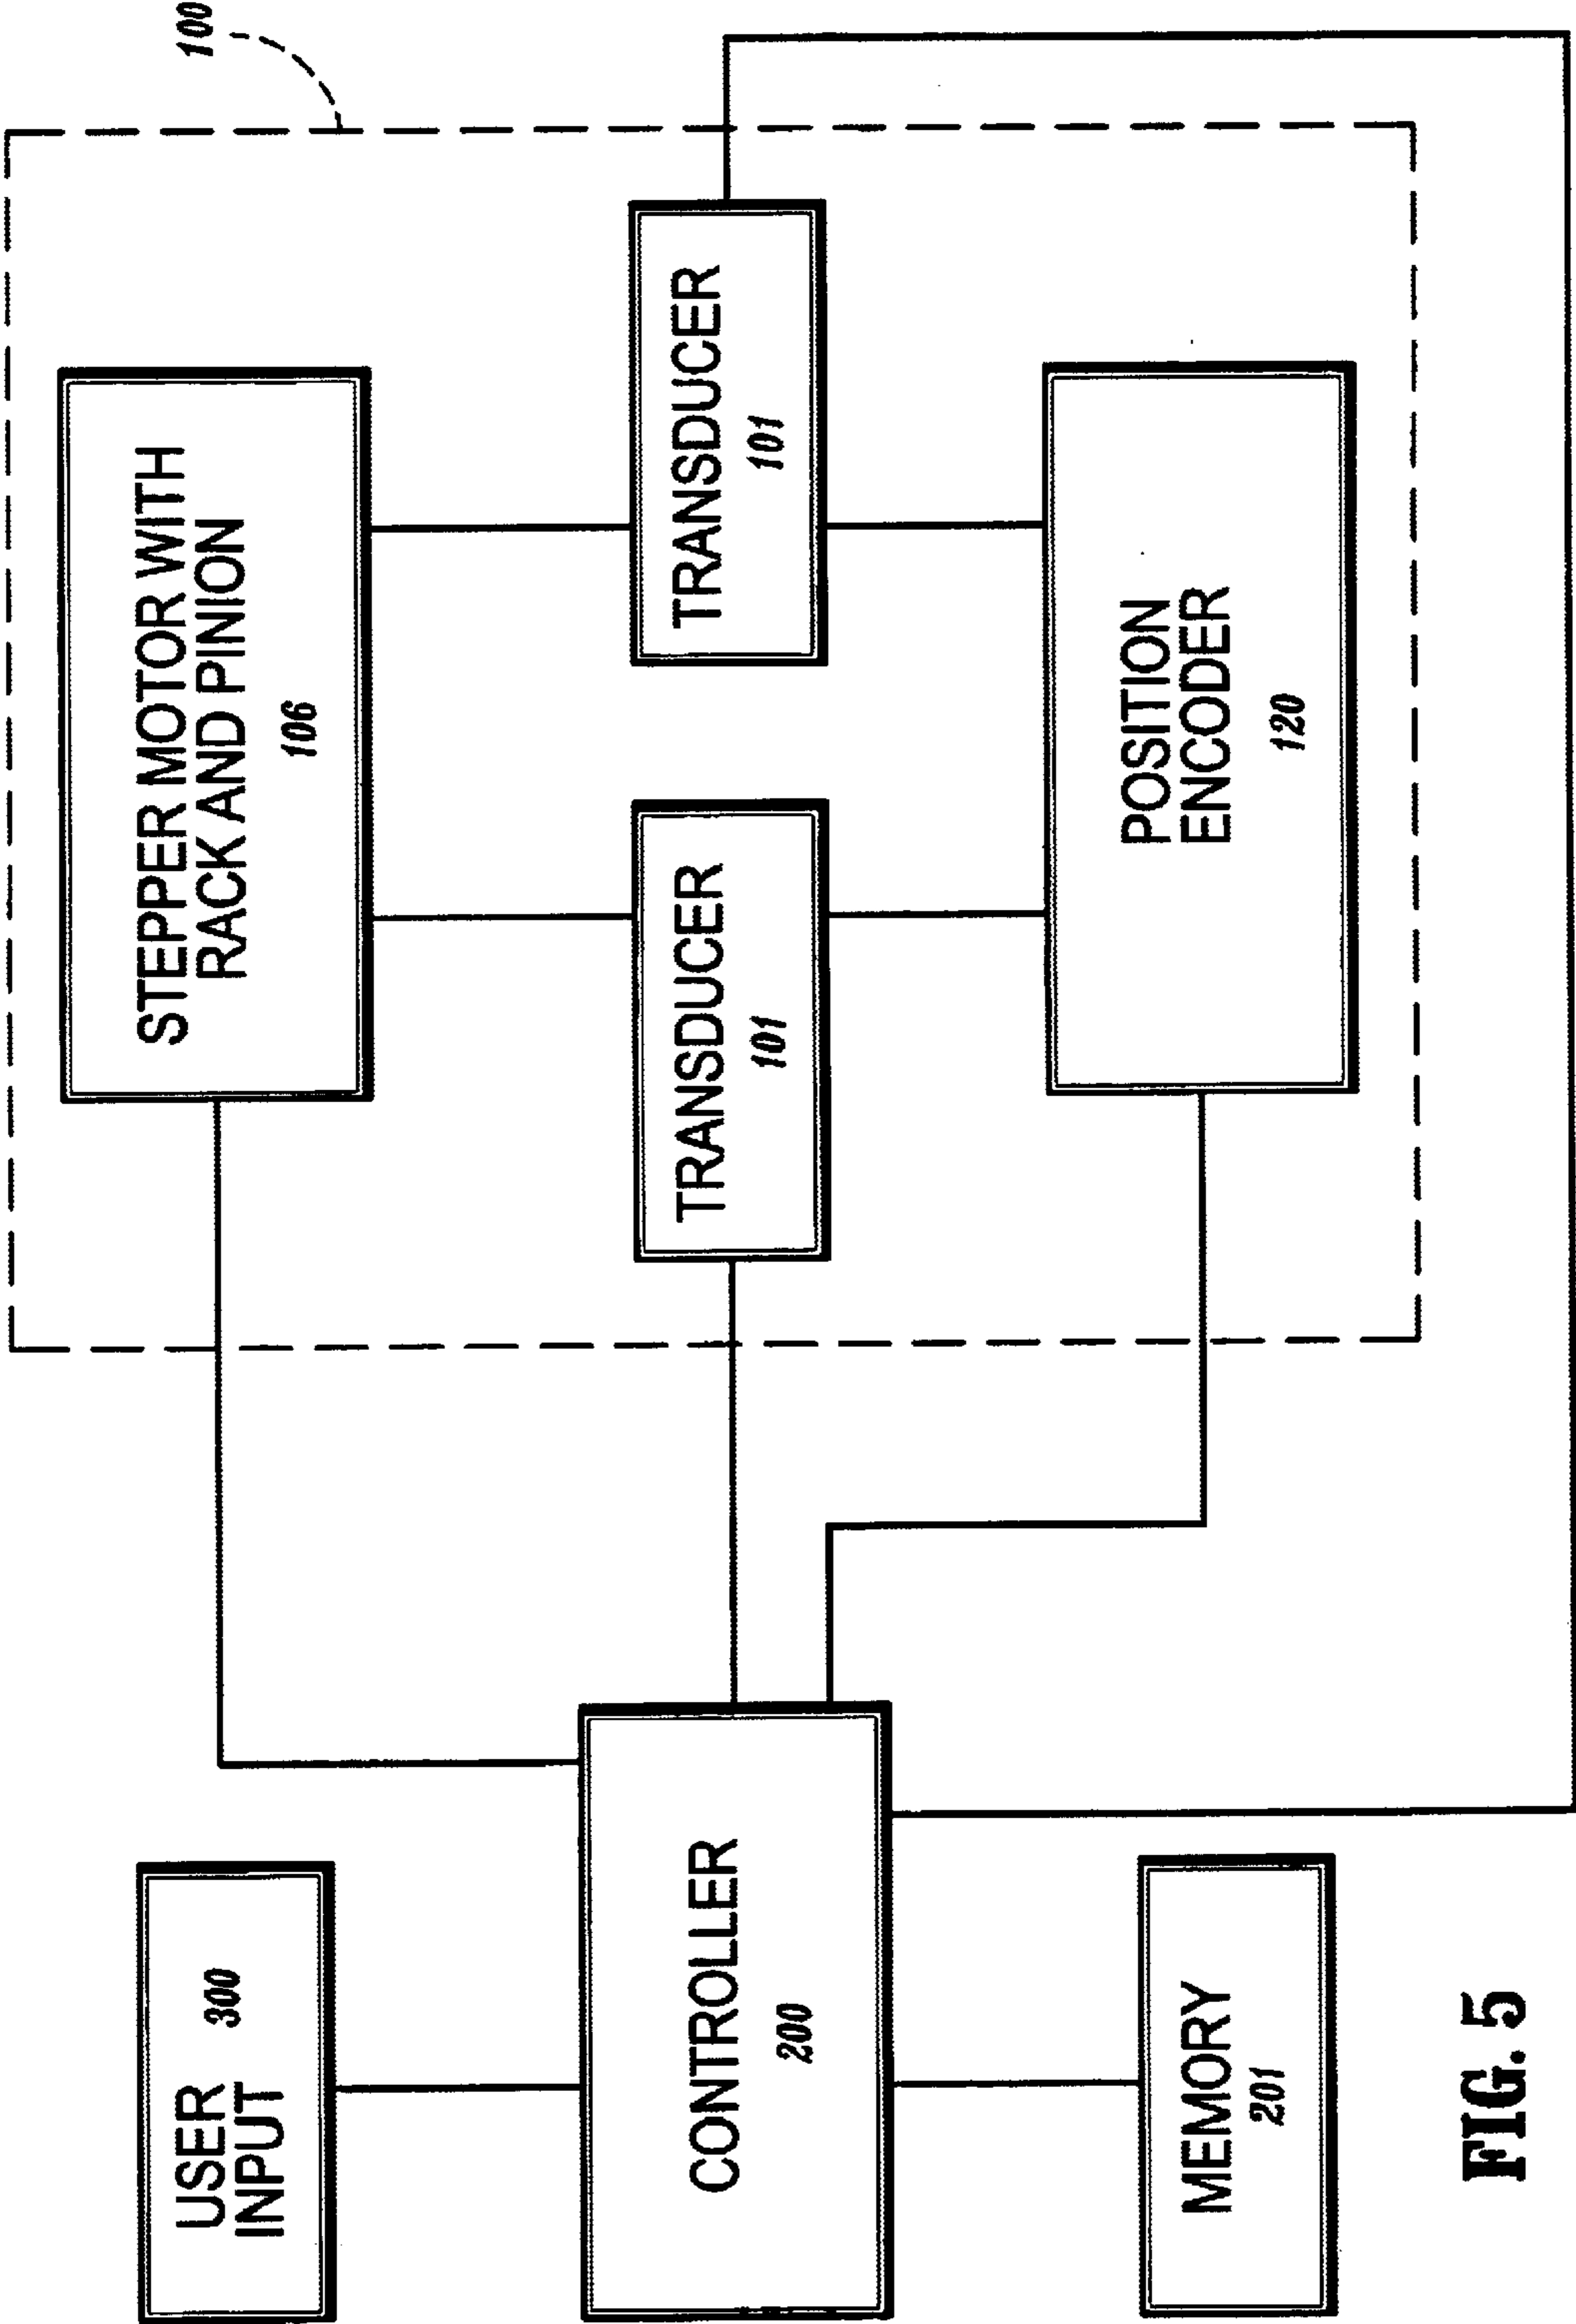 100
STEPPER MOTOR WITH
RACK AND PINION
106
USER
INPUT
300
TRANSDUCER
101
TRANSDUCER
101
CONTROLLER
200
POSITION
ENCODER
120
MEMORY
201
FIG. 5